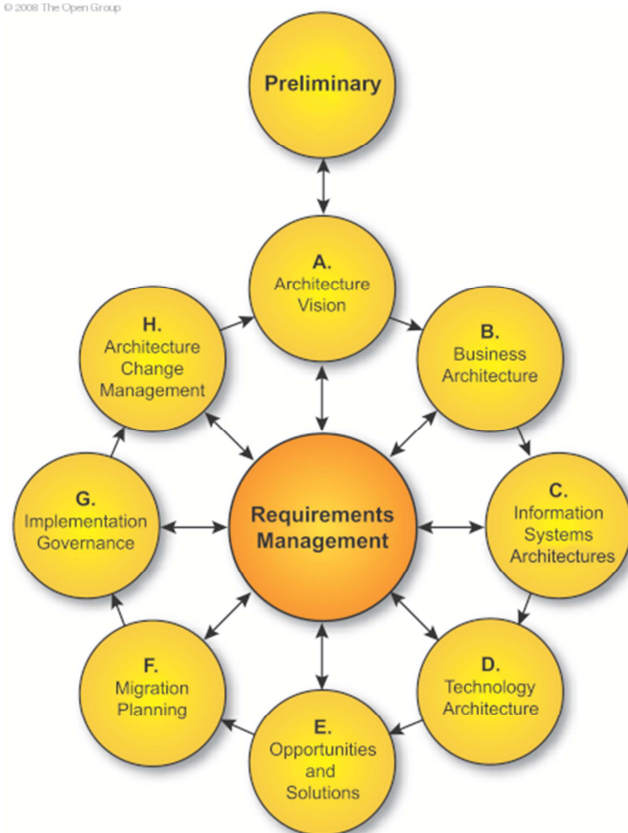 © 2008 The Open Group
Preliminary
A.
Architecture
Vision
H.
Architecture
Change
Management
B.
Business
Architecture
Requirements
Management
G.
Implementation
Governance
C.
Information
Systems
Architectures
F.
Migration
Planning
D.
Technology
Architecture
E.
Opportunities
and
Solutions